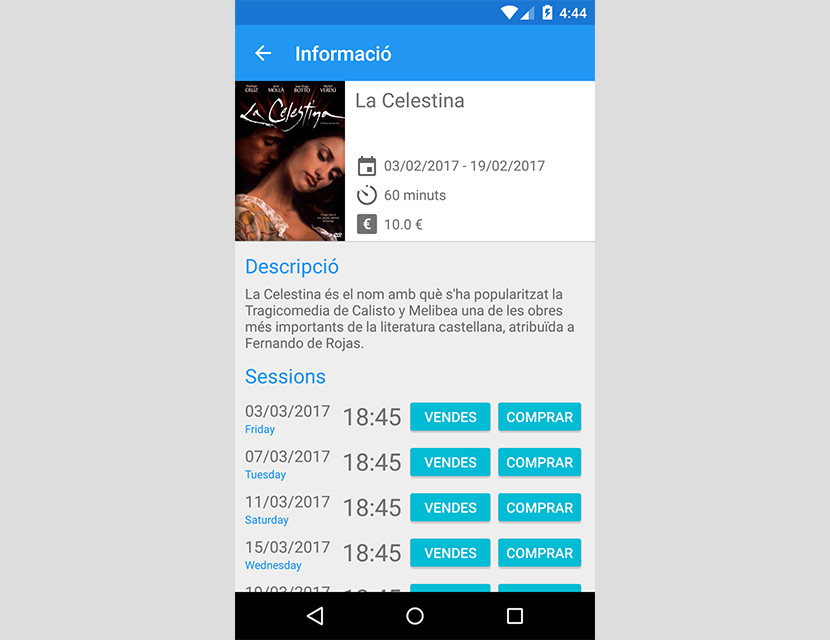 4:44
Informació
CRUZ MOLLÀ BOTTO VERDÚ
La Celestina
La Celestina
03/02/2017 - 19/02/2017
60 minuts
€ 10.0 €
Descripció
La Celestina és el nom amb què s'ha popularitzat la
Tragicomedia de Calisto y Melibea una de les obres
més importants de la literatura castellana, atribuïda a
Fernando de Rojas.
Sessions
03/03/2017 18:45 VENDES COMPRAR
Friday
07/03/2017 18:45 VENDES COMPRAR
Tuesday
11/03/2017 18:45 VENDES COMPRAR
Saturday
15/03/2017 18:45 VENDES COMPRAR
Wednesday